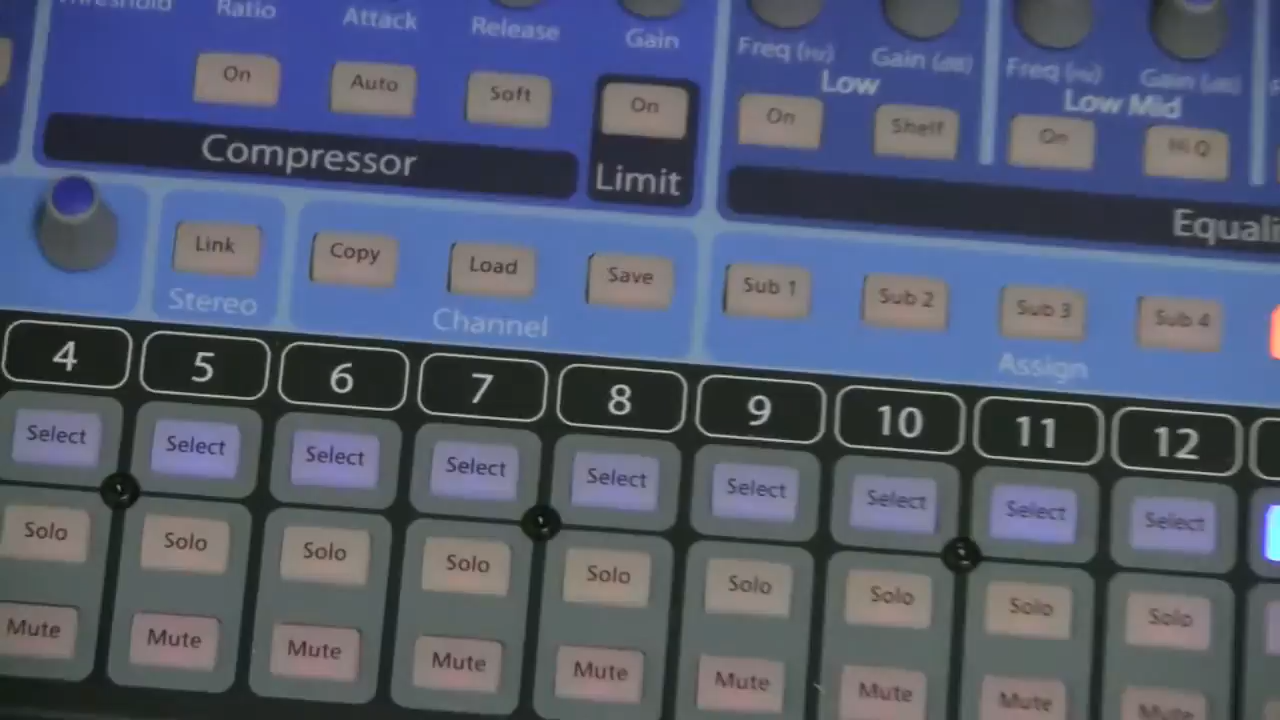 Threshold Ratio Attack Release Gain Freq (Hz) Gain (dB) Freq (Hz) Gain (dB)
Low Low Mid
On Auto Soft On On Shelf On Hi Q
Compressor Limit
Link Copy Load Save Sub 1 Sub 2 Sub 3 Sub 4
Stereo Channel Assign
4 5 6 7 8 9 10 11 12
Select Select Select Select Select Select Select Select Select
Solo Solo Solo Solo Solo Solo Solo Solo Solo
Mute Mute Mute Mute Mute Mute Mute Mute Mute